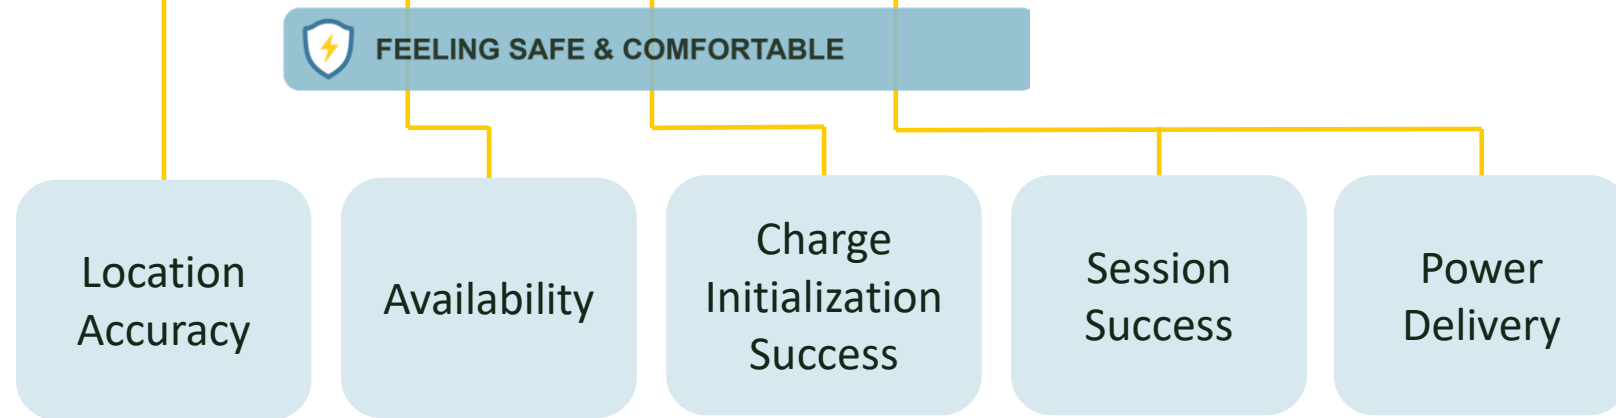 FEELING SAFE & COMFORTABLE
Location
Accuracy
Availability
Charge
Initialization
Success
Session
Success
Power
Delivery